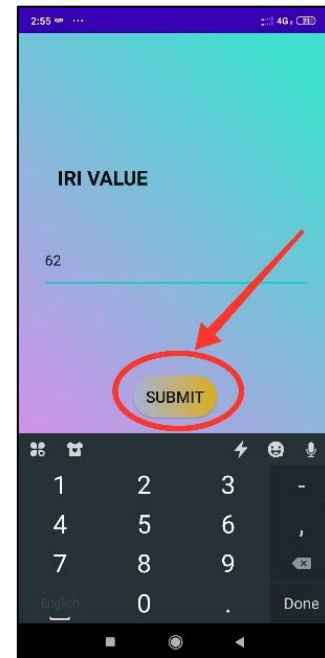 2:55 ... 4G 21
IRI VALUE
62
SUBMIT
1 2 3 -
4 5 6 ,
7 8 9
English 0 . Done